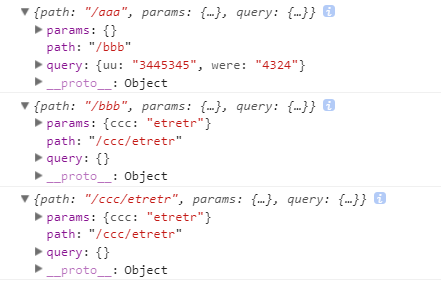 ▼ {path: "/aaa", params: {…}, query: {…}} i
▶ params: {}
path: "/bbb"
▶ query: {uu: "3445345", were: "4324"}
▶ __proto__: Object
▼ {path: "/bbb", params: {…}, query: {…}} i
▶ params: {ccc: "etretr"}
path: "/ccc/etretr"
▶ query: {}
▶ __proto__: Object
▼ {path: "/ccc/etretr", params: {…}, query: {…}} i
▶ params: {ccc: "etretr"}
path: "/ccc/etretr"
▶ query: {}
▶ __proto__: Object